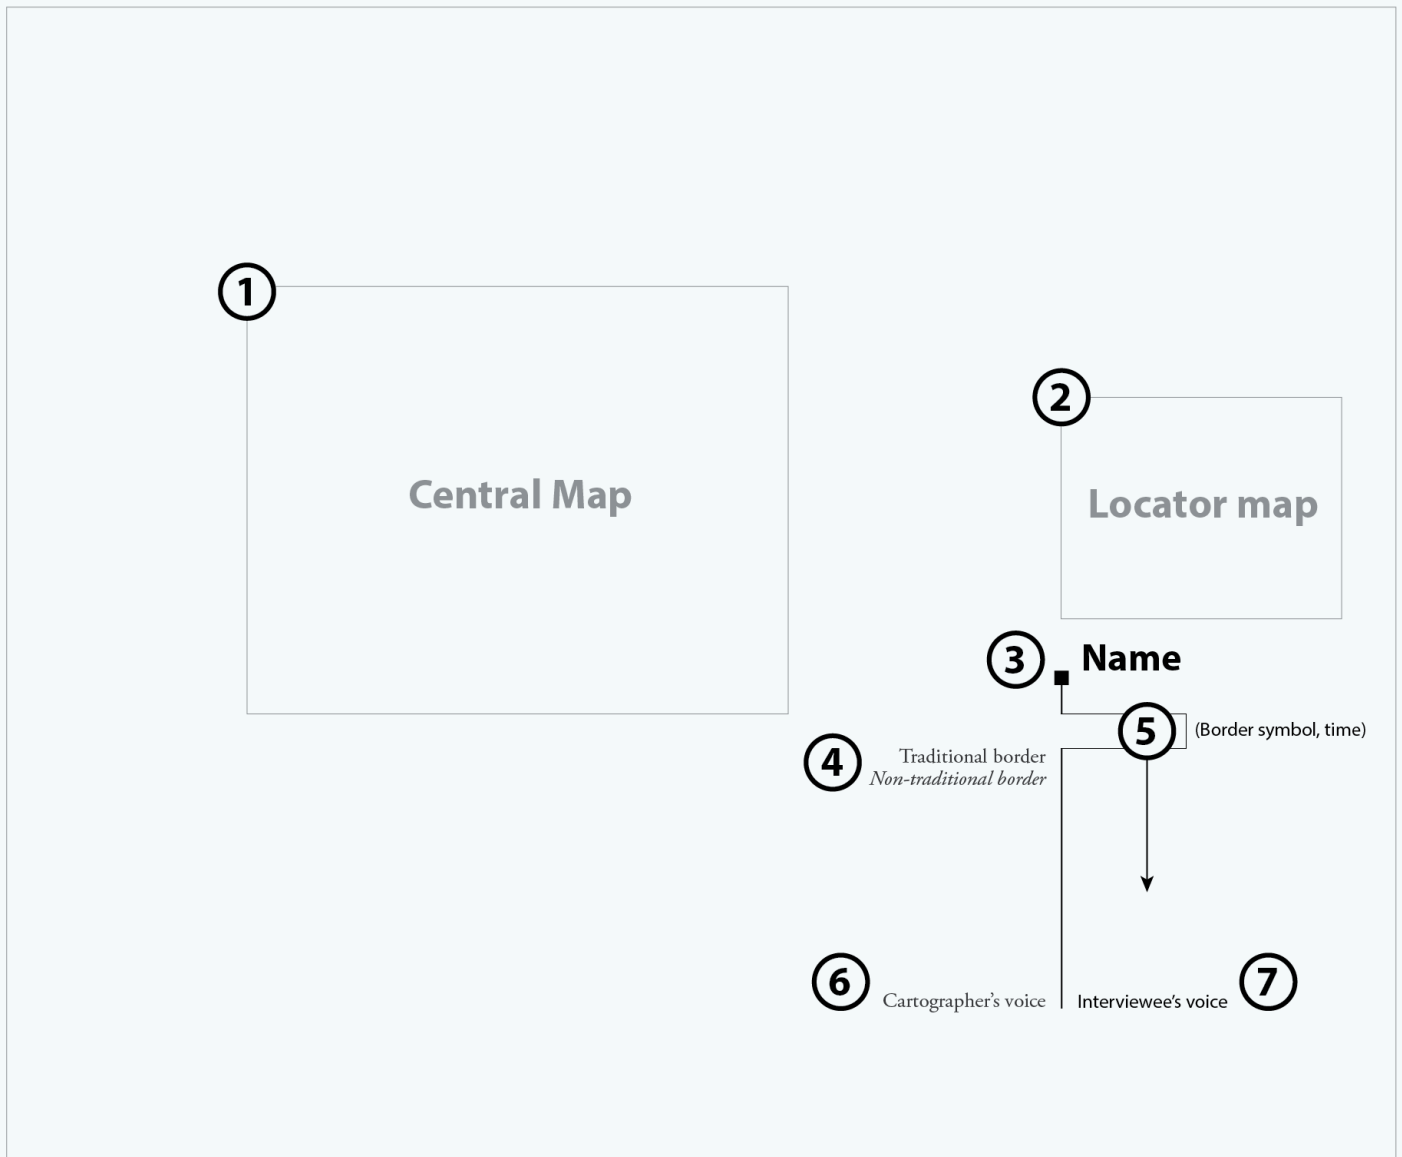 1
Central Map
2
Locator map
3
Name
5
(Border symbol, time)
4
Traditional border
Non-traditional border
6
Cartographer’s voice
Interviewee’s voice
7